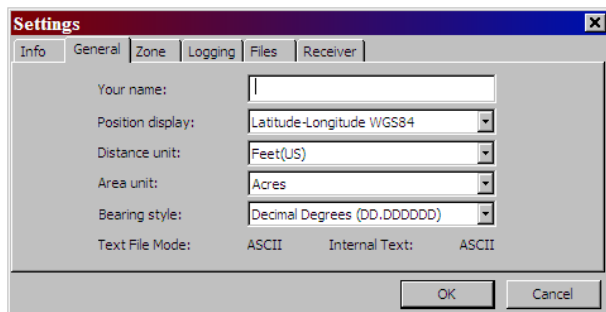 Settings
Info General Zone Logging Files Receiver
Your name:
Position display: Latitude-Longitude WGS84
Distance unit: Feet(US)
Area unit: Acres
Bearing style: Decimal Degrees (DD.DDDDDD)
Text File Mode: ASCII Internal Text: ASCII
OK Cancel